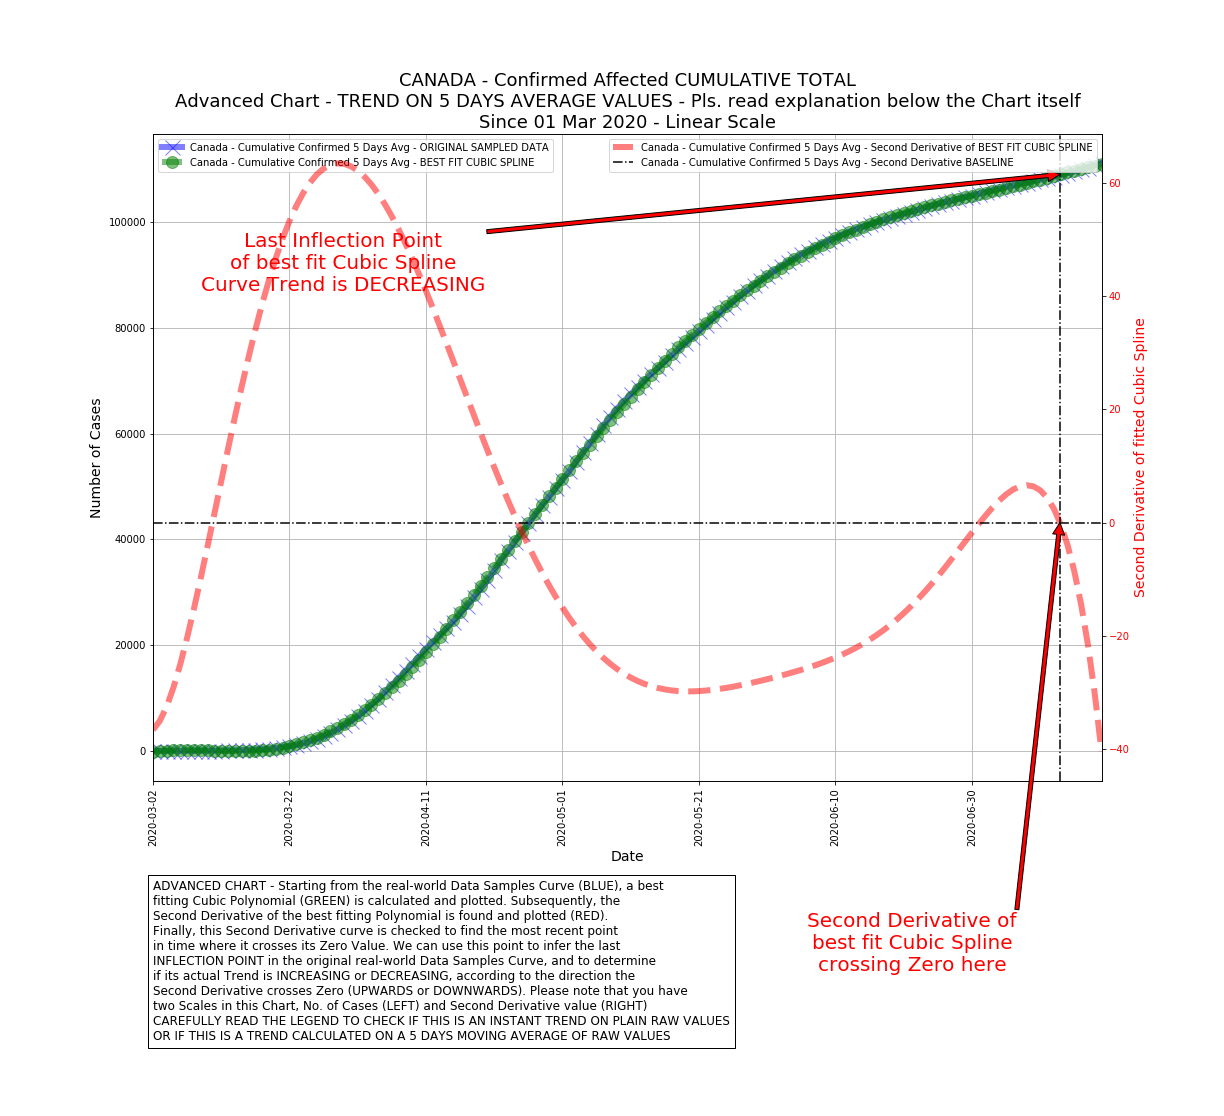 CANADA - Confirmed Affected CUMULATIVE TOTAL
Advanced Chart - TREND ON 5 DAYS AVERAGE VALUES - Pls. read explanation below the Chart itself
Since 01 Mar 2020 - Linear Scale
Canada - Cumulative Confirmed 5 Days Avg - ORIGINAL SAMPLED DATA
Canada - Cumulative Confirmed 5 Days Avg - BEST FIT CUBIC SPLINE
Canada - Cumulative Confirmed 5 Days Avg - Second Derivative of BEST FIT CUBIC SPLINE
Canada - Cumulative Confirmed 5 Days Avg - Second Derivative BASELINE
Last Inflection Point
of best fit Cubic Spline
Curve Trend is DECREASING
Number of Cases
100000
80000
60000
40000
20000
0
60
40
20
0
−20
−40
Second Derivative of fitted Cubic Spline
2020-03-02
2020-03-22
2020-04-11
2020-05-01
2020-05-21
2020-06-10
2020-06-30
Date
ADVANCED CHART - Starting from the real-world Data Samples Curve (BLUE), a best
fitting Cubic Polynomial (GREEN) is calculated and plotted. Subsequently, the
Second Derivative of the best fitting Polynomial is found and plotted (RED).
Finally, this Second Derivative curve is checked to find the most recent point
in time where it crosses its Zero Value. We can use this point to infer the last
INFLECTION POINT in the original real-world Data Samples Curve, and to determine
if its actual Trend is INCREASING or DECREASING, according to the direction the
Second Derivative crosses Zero (UPWARDS or DOWNWARDS). Please note that you have
two Scales in this Chart, No. of Cases (LEFT) and Second Derivative value (RIGHT)
CAREFULLY READ THE LEGEND TO CHECK IF THIS IS AN INSTANT TREND ON PLAIN RAW VALUES
OR IF THIS IS A TREND CALCULATED ON A 5 DAYS MOVING AVERAGE OF RAW VALUES
Second Derivative of
best fit Cubic Spline
crossing Zero here